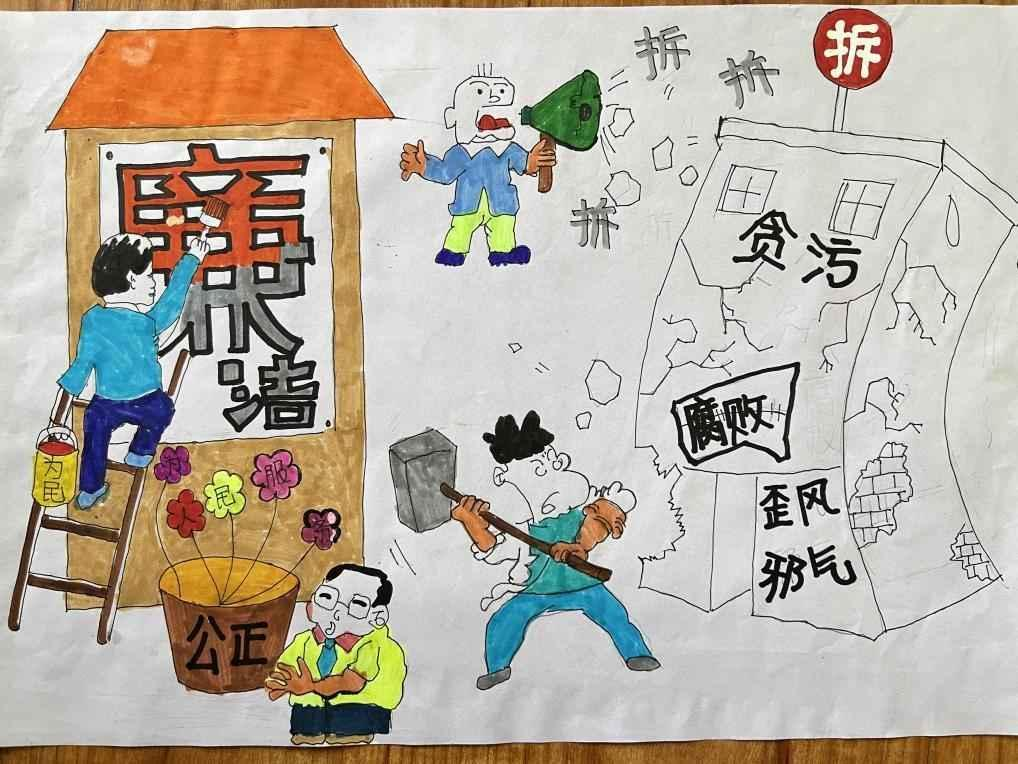 廉
洁
为
民
为
人
民
服
务
公正
拆
拆
拆
拆
贪污
腐败
歪风
邪气